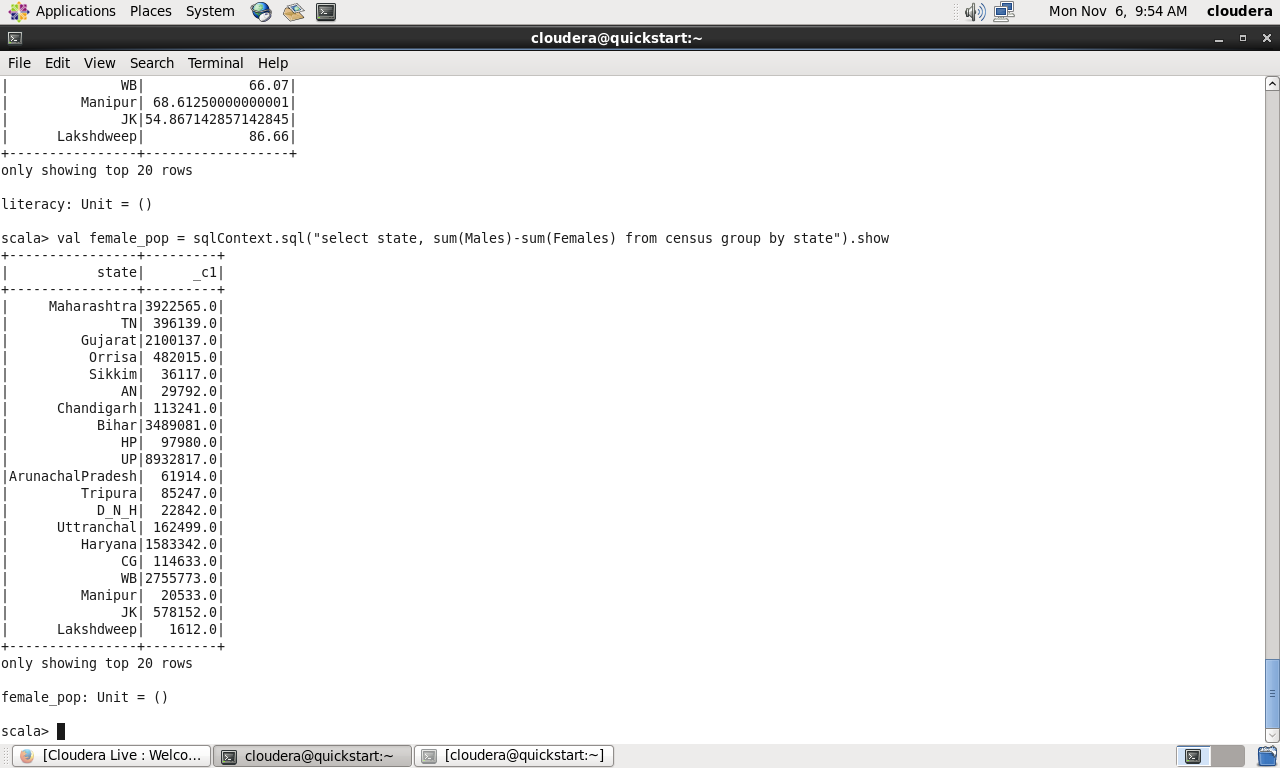 Applications Places System Mon Nov 6, 9:54 AM cloudera
cloudera@quickstart:~
File Edit View Search Terminal Help
|              WB|             66.07|
|         Manipur| 68.61250000000001|
|              JK|54.867142857142845|
|      Lakshdweep|             86.66|
+----------------+------------------+
only showing top 20 rows
literacy: Unit = ()
scala> val female_pop = sqlContext.sql("select state, sum(Males)-sum(Females) from census group by state").show
+----------------+---------+
|           state|      _c1|
+----------------+---------+
|     Maharashtra|3922565.0|
|              TN| 396139.0|
|         Gujarat|2100137.0|
|          Orrisa| 482015.0|
|          Sikkim|  36117.0|
|              AN|  29792.0|
|      Chandigarh| 113241.0|
|           Bihar|3489081.0|
|              HP|  97980.0|
|              UP|8932817.0|
|ArunachalPradesh|  61914.0|
|         Tripura|  85247.0|
|           D_N_H|  22842.0|
|      Uttranchal| 162499.0|
|         Haryana|1583342.0|
|              CG| 114633.0|
|              WB|2755773.0|
|         Manipur|  20533.0|
|              JK| 578152.0|
|      Lakshdweep|   1612.0|
+----------------+---------+
only showing top 20 rows
female_pop: Unit = ()
scala>
[Cloudera Live : Welco... cloudera@quickstart:~ [cloudera@quickstart:~]